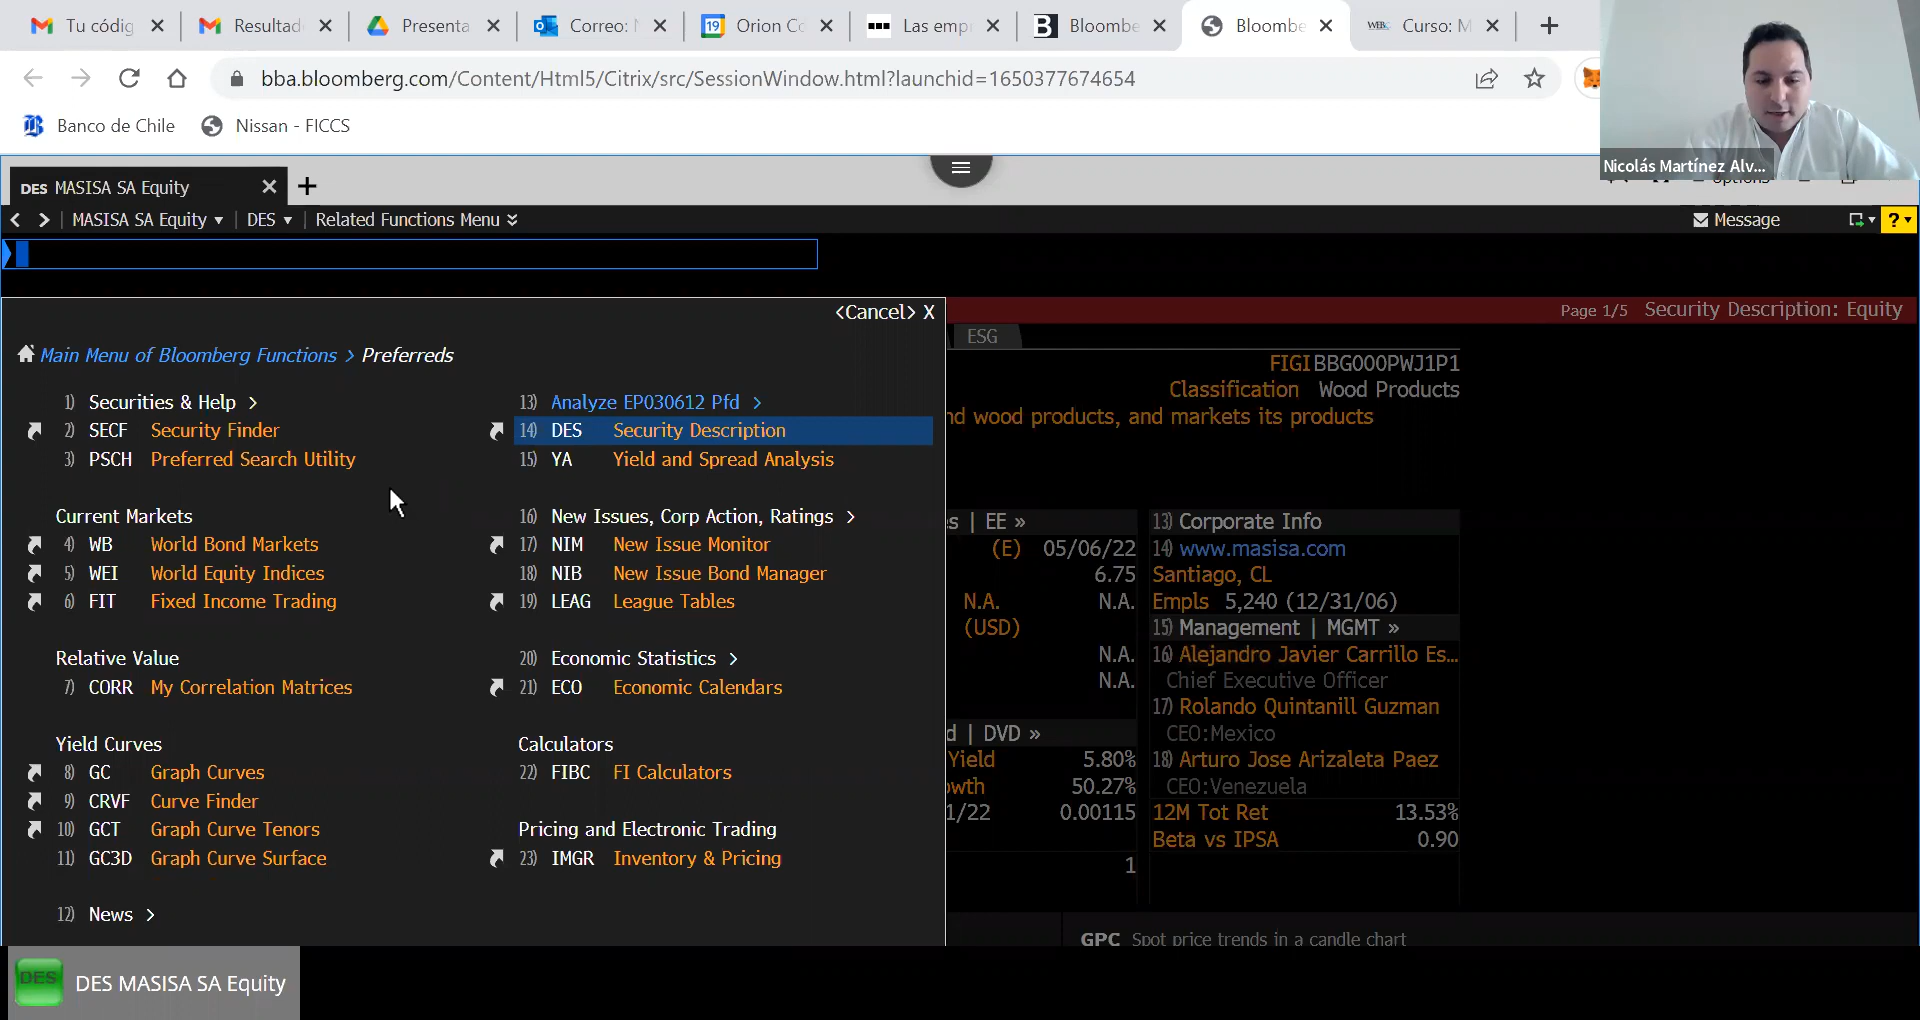 Tu códig
Resultad
Presenta
Correo: N
19
Orion Co
Las emp
B
Bloombe
Bloombe
WEBC
Curso: M
bba.bloomberg.com/Content/Html5/Citrix/src/SessionWindow.html?launchid=1650377674654
Banco de Chile
Nissan - FICCS
Nicolás Martínez Alv...
DES MASISA SA Equity
options
MASISA SA Equity
DES
Related Functions Menu
Message
?
<Cancel> X
Page 1/5 Security Description: Equity
ESG
Main Menu of Bloomberg Functions > Preferreds
1) Securities & Help >
2) SECF Security Finder
3) PSCH Preferred Search Utility
Current Markets
4) WB World Bond Markets
5) WEI World Equity Indices
6) FIT Fixed Income Trading
Relative Value
7) CORR My Correlation Matrices
Yield Curves
8) GC Graph Curves
9) CRVF Curve Finder
10) GCT Graph Curve Tenors
11) GC3D Graph Curve Surface
12) News >
13) Analyze EP030612 Pfd >
14) DES Security Description
15) YA Yield and Spread Analysis
16) New Issues, Corp Action, Ratings >
17) NIM New Issue Monitor
18) NIB New Issue Bond Manager
19) LEAG League Tables
20) Economic Statistics >
21) ECO Economic Calendars
Calculators
22) FIBC FI Calculators
Pricing and Electronic Trading
23) IMGR Inventory & Pricing
FIGI BBG000PWJ1P1
Classification Wood Products
nd wood products, and markets its products
s | EE »
(E) 05/06/22
6.75
N.A. N.A.
(USD)
N.A.
N.A.
d | DVD »
Yield 5.80%
wth 50.27%
1/22 0.00115
1
13) Corporate Info
14) www.masisa.com
Santiago, CL
Empls 5,240 (12/31/06)
15) Management | MGMT »
16) Alejandro Javier Carrillo Es...
Chief Executive Officer
17) Rolando Quintanill Guzman
CEO:Mexico
18) Arturo Jose Arizaleta Paez
CEO:Venezuela
12M Tot Ret 13.53%
Beta vs IPSA 0.90
GPC Spot price trends in a candle chart
DES
DES MASISA SA Equity